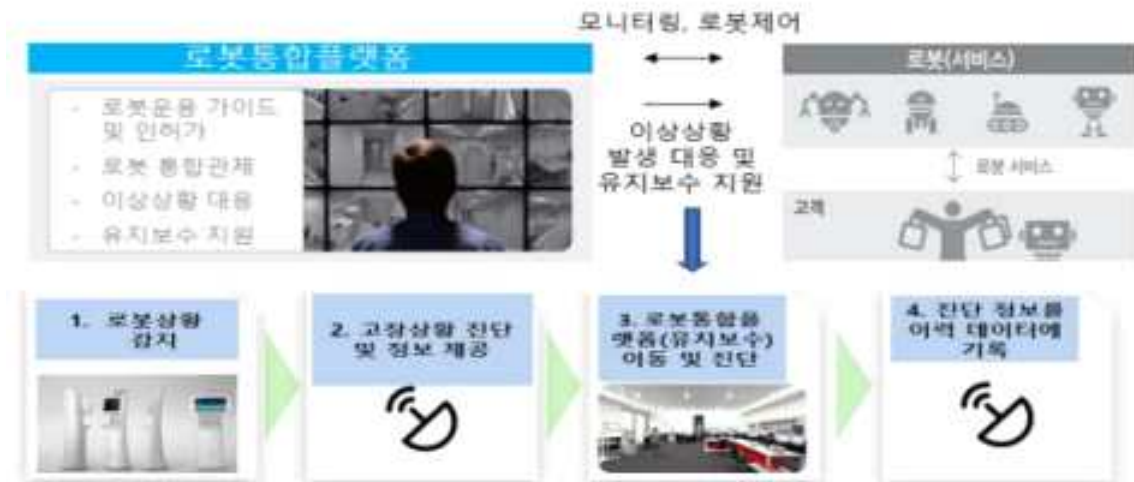 모니터링, 로봇제어
로봇통합플랫폼
- 로봇운용 가이드
및 인허가
- 로봇 통합관제
- 이상상황 대응
- 유지보수 지원
이상상황
발생 대응 및
유지보수 지원
로봇(서비스)
로봇 서비스
고객
1. 로봇상황
감지
2. 고장상황 진단
및 정보 제공
3. 로봇통합플
랫폼(유지보수)
이동 및 진단
4. 진단 정보를
이력 데이터에
기록